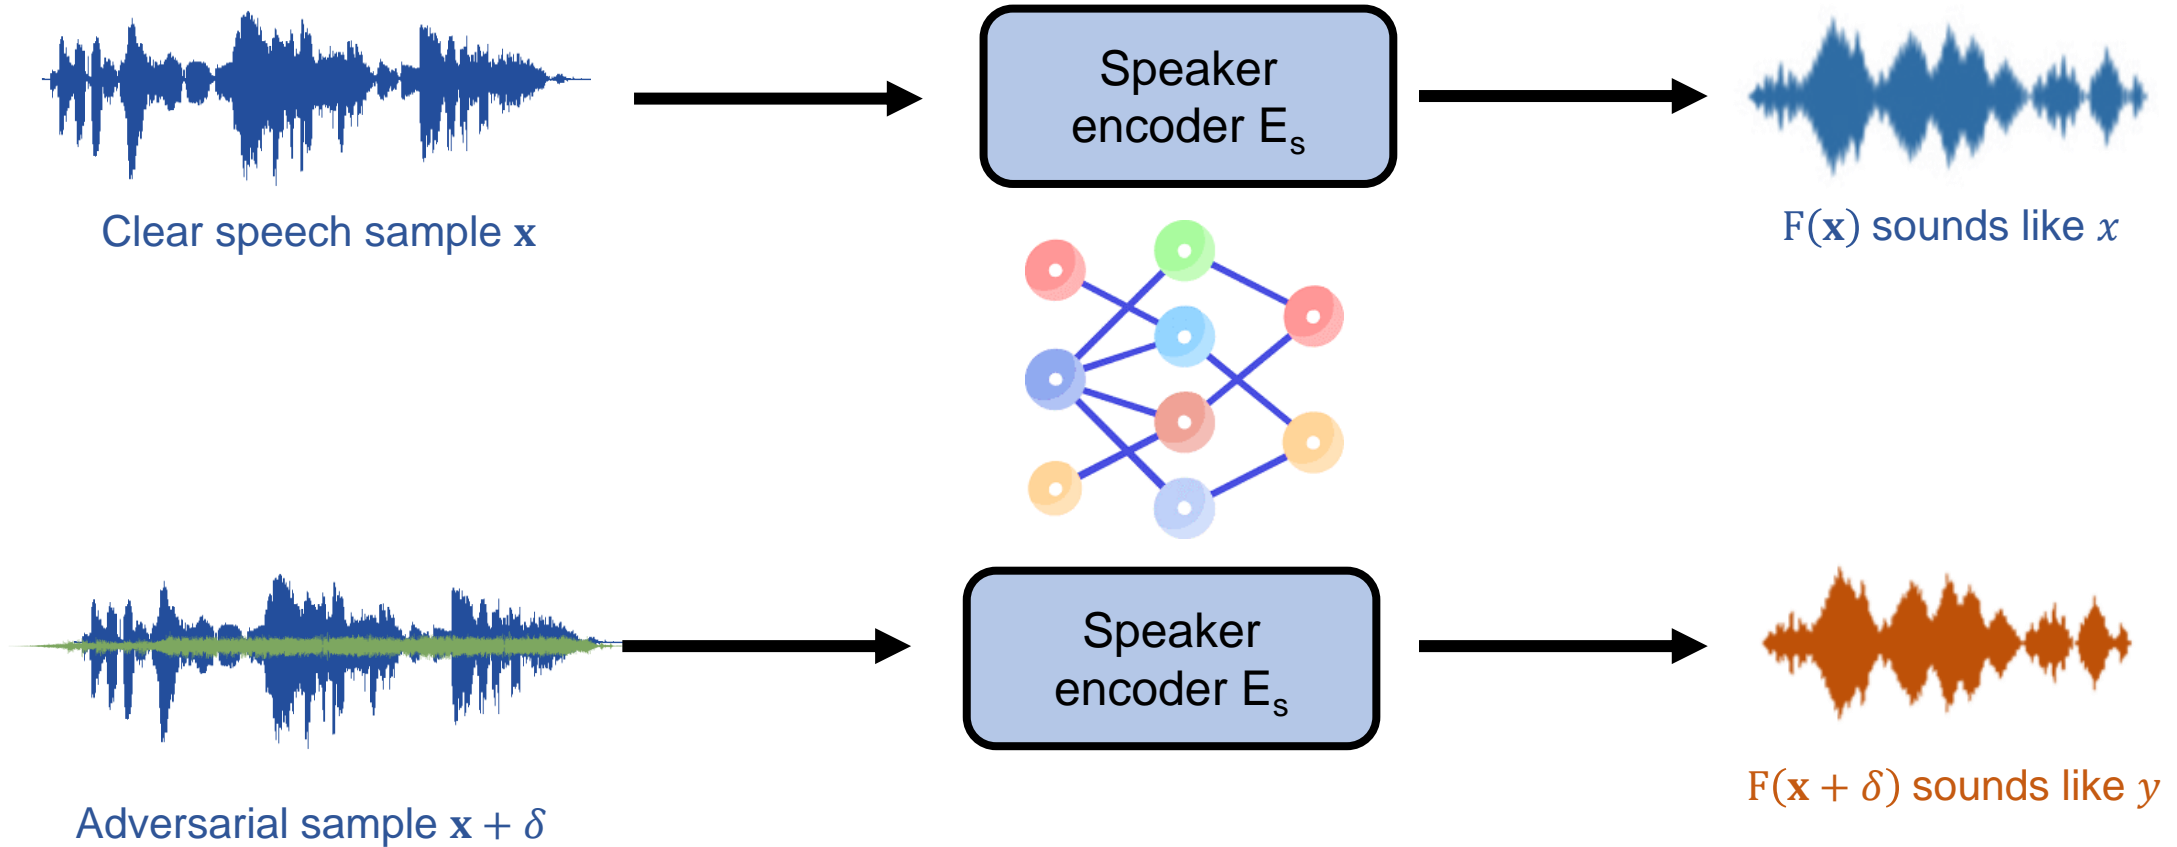 Speaker
encoder Eₛ
Clear speech sample 𝐱
F(𝐱) sounds like 𝑥
Speaker
encoder Eₛ
Adversarial sample 𝐱 + 𝛿
F(𝐱 + 𝛿) sounds like 𝑦